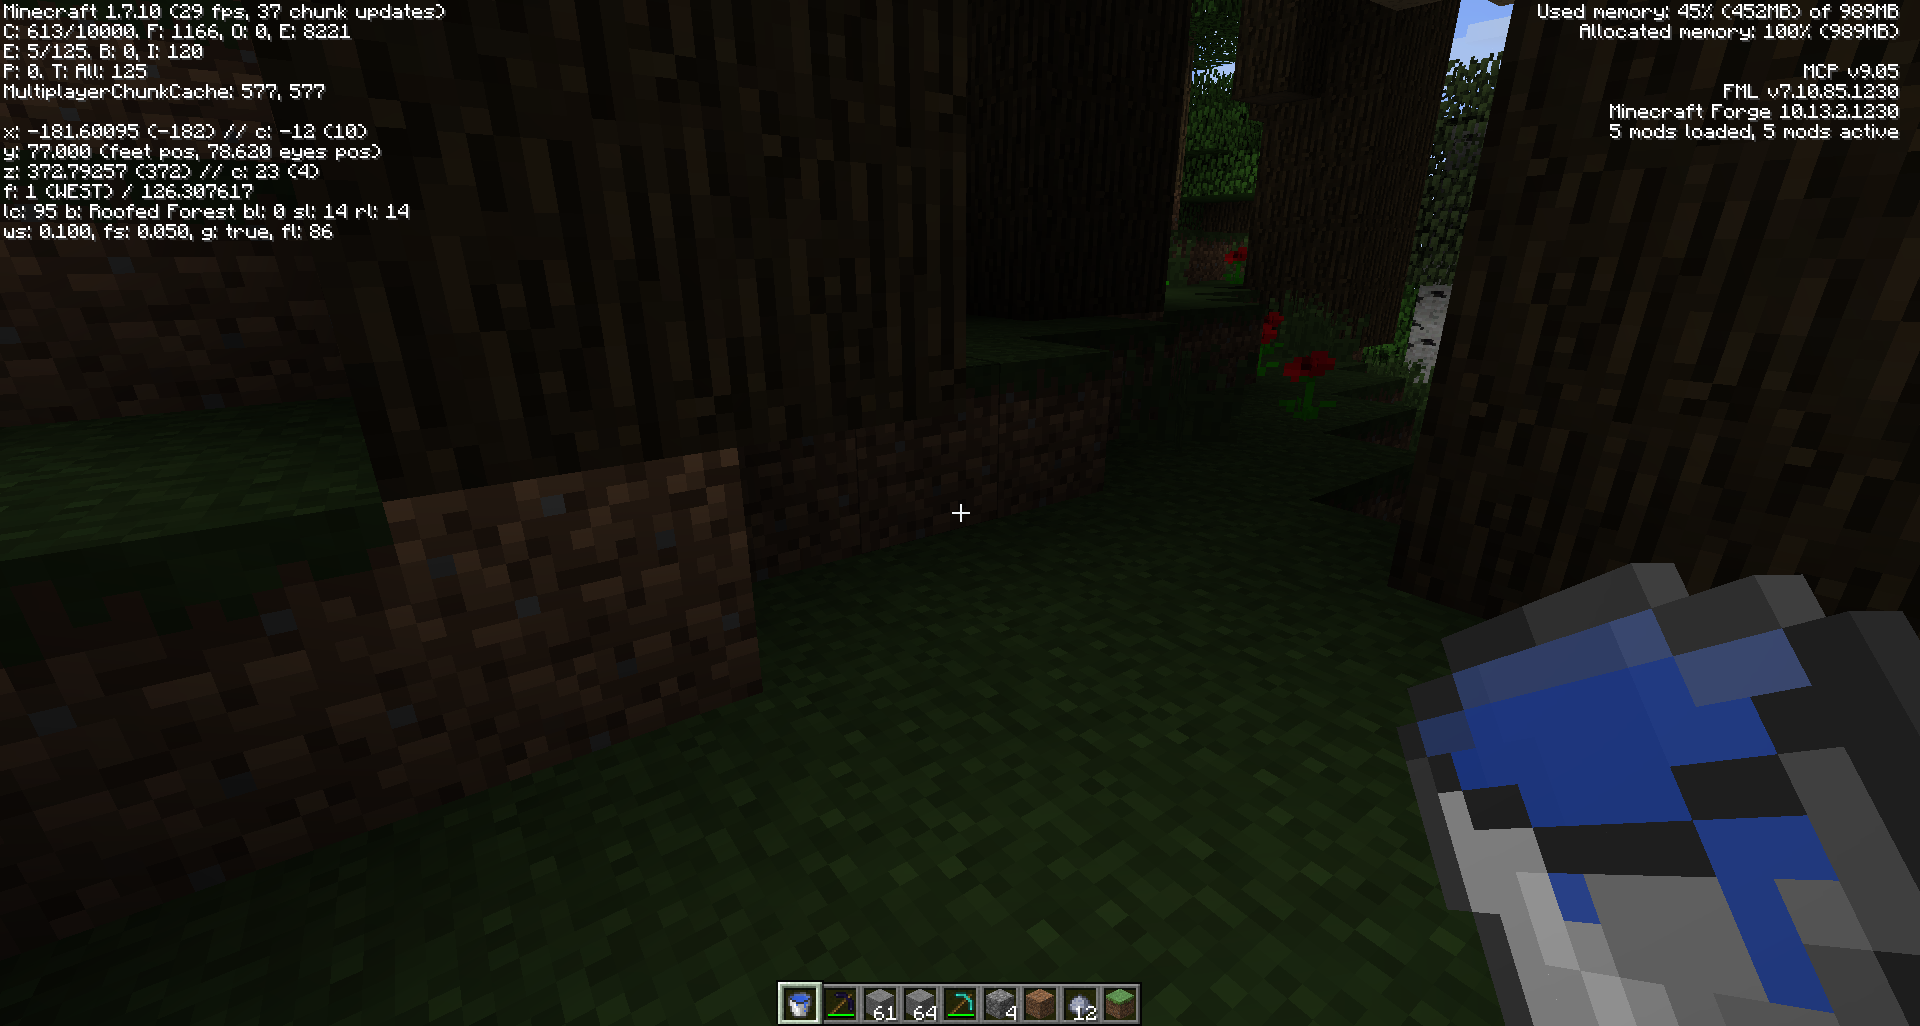 Minecraft 1.7.10 (29 fps, 37 chunk updates)
C: 613/10000. F: 1166, O: 0, E: 8221
E: 5/125. B: 0, I: 120
P: 0. T: All: 125
MultiplayerChunkCache: 577, 577
x: -181.60095 (-182) // c: -12 (10)
y: 77.000 (feet pos, 78.620 eyes pos)
z: 372.79257 (372) // c: 23 (4)
f: 1 (WEST) / 126.307617
lc: 95 b: Roofed Forest bl: 0 sl: 14 rl: 14
ws: 0.100, fs: 0.050, g: true, fl: 86
Used memory: 45% (452MB) of 989MB
Allocated memory: 100% (989MB)
MCP v9.05
FML v7.10.85.1230
Minecraft Forge 10.13.2.1230
5 mods loaded, 5 mods active
61 64 4 12